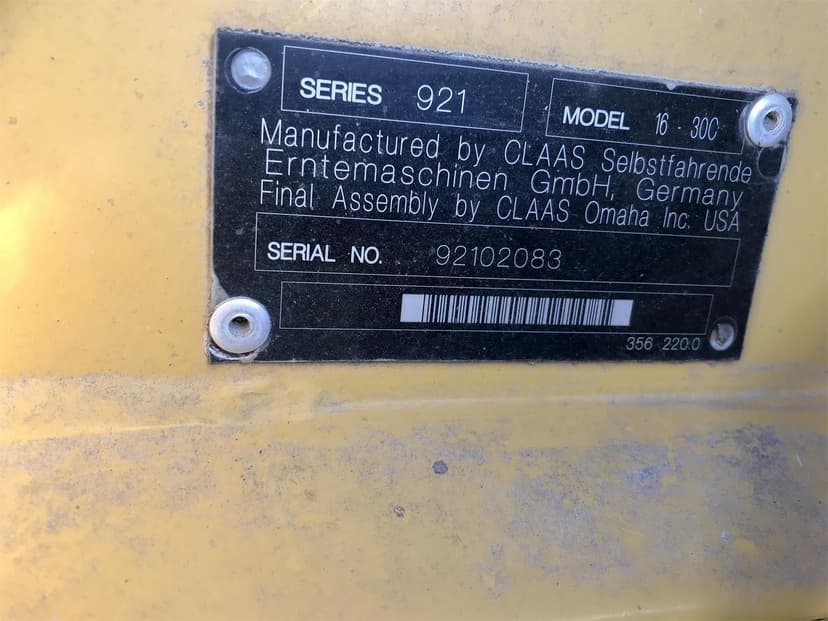 SERIES 921
MODEL 16 - 30C
Manufactured by CLAAS Selbstfahrende
Erntemaschinen GmbH, Germany
Final Assembly by CLAAS Omaha Inc. USA
SERIAL NO. 92102083
356 220.0